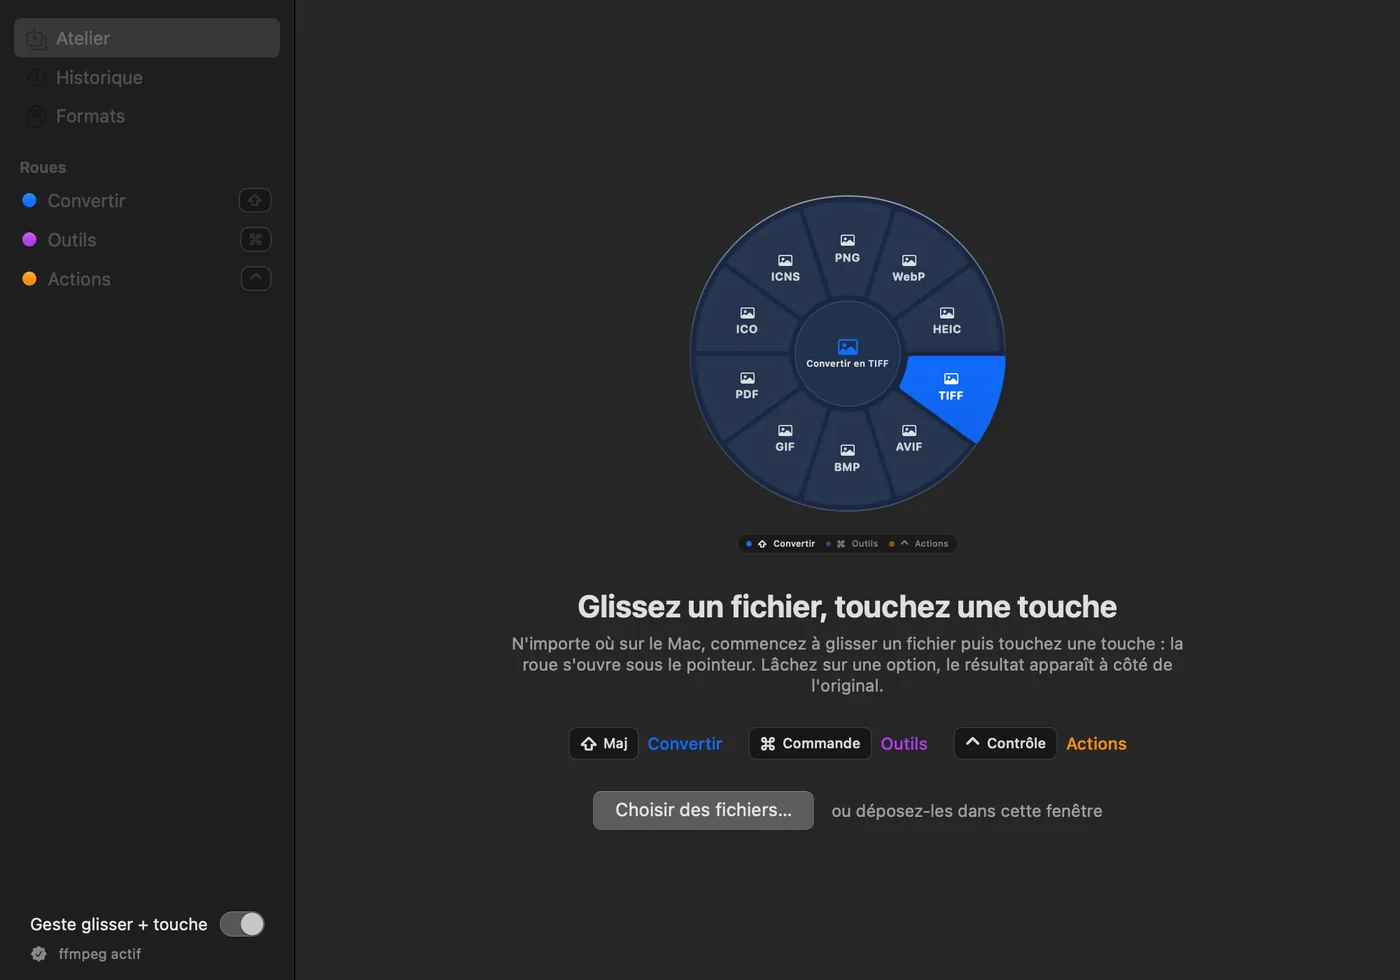 Atelier
Historique
Formats
Roues
Convertir
Outils
Actions
PNG
WebP
HEIC
TIFF
AVIF
BMP
GIF
PDF
ICO
ICNS
Convertir en TIFF
Convertir Outils Actions
Glissez un fichier, touchez une touche
N'importe où sur le Mac, commencez à glisser un fichier puis touchez une touche : la
roue s'ouvre sous le pointeur. Lâchez sur une option, le résultat apparaît à côté de
l'original.
Maj Convertir ⌘ Commande Outils Contrôle Actions
Choisir des fichiers... ou déposez-les dans cette fenêtre
Geste glisser + touche
ffmpeg actif